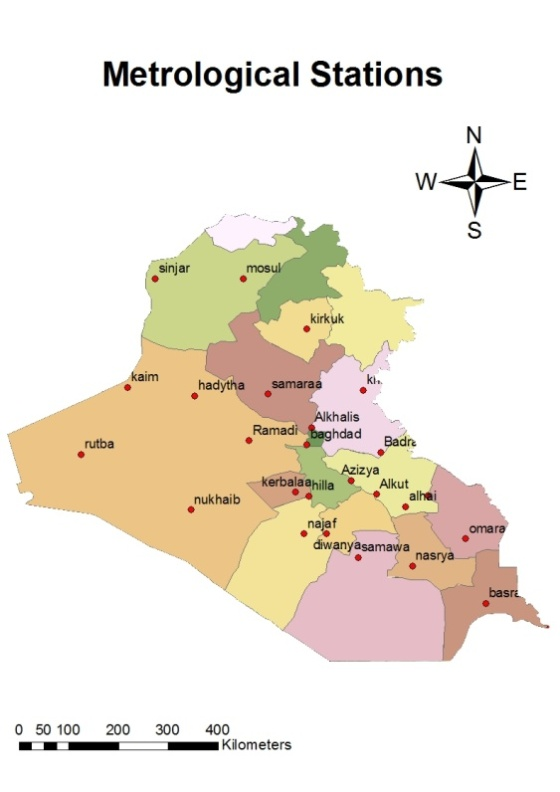 Metrological Stations
N
W
E
S
sinjar
mosul
kirkuk
kaim
hadytha
samaraa
Alkhalis
Ramadi
baghdad
Badra
rutba
Azizya
kerbalaa
hilla
Alkut
alhai
nukhaib
najaf
omara
diwanya
samawa
nasrya
basra
0 50 100 200 300 400
Kilometers